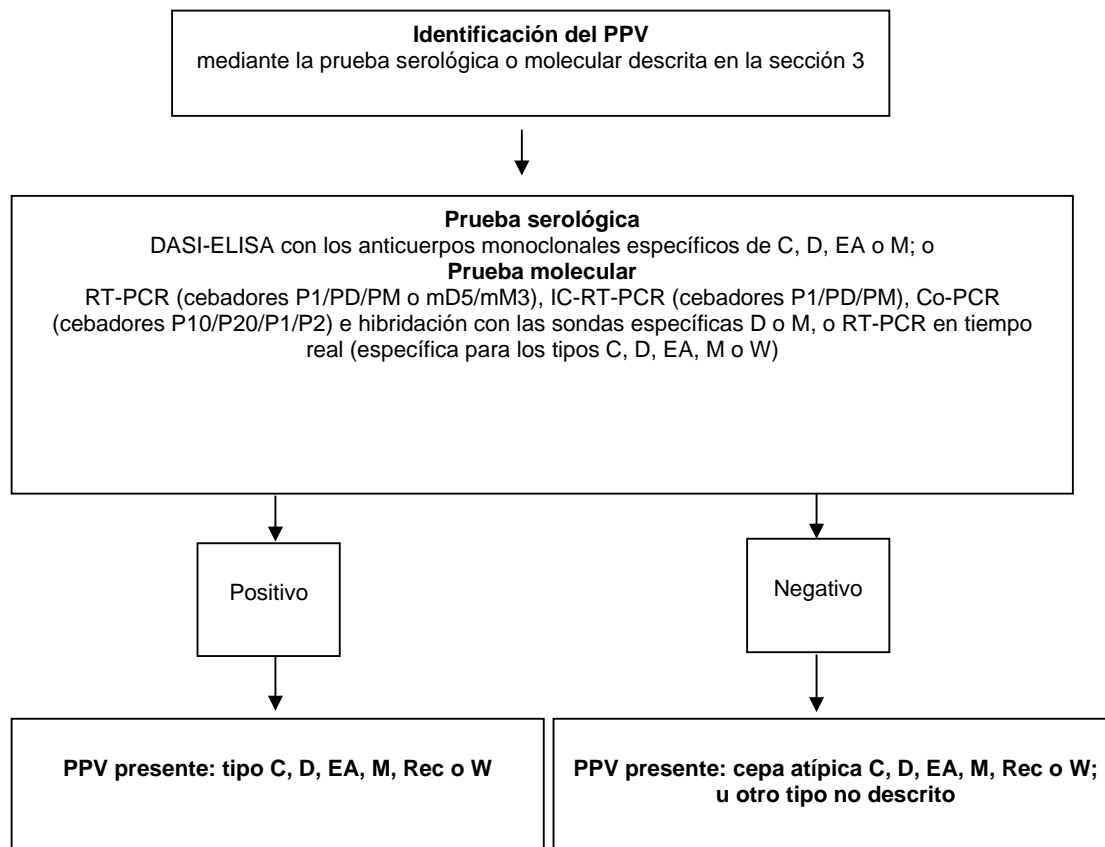 Identificación del PPV
mediante la prueba serológica o molecular descrita en la sección 3
Prueba serológica
DASI-ELISA con los anticuerpos monoclonales específicos de C, D, EA o M; o
Prueba molecular
RT-PCR (cebadores P1/PD/PM o mD5/mM3), IC-RT-PCR (cebadores P1/PD/PM), Co-PCR
(cebadores P10/P20/P1/P2) e hibridación con las sondas específicas D o M, o RT-PCR en tiempo
real (específica para los tipos C, D, EA, M o W)
Positivo
Negativo
PPV presente: tipo C, D, EA, M, Rec o W
PPV presente: cepa atípica C, D, EA, M, Rec o W;
u otro tipo no descrito